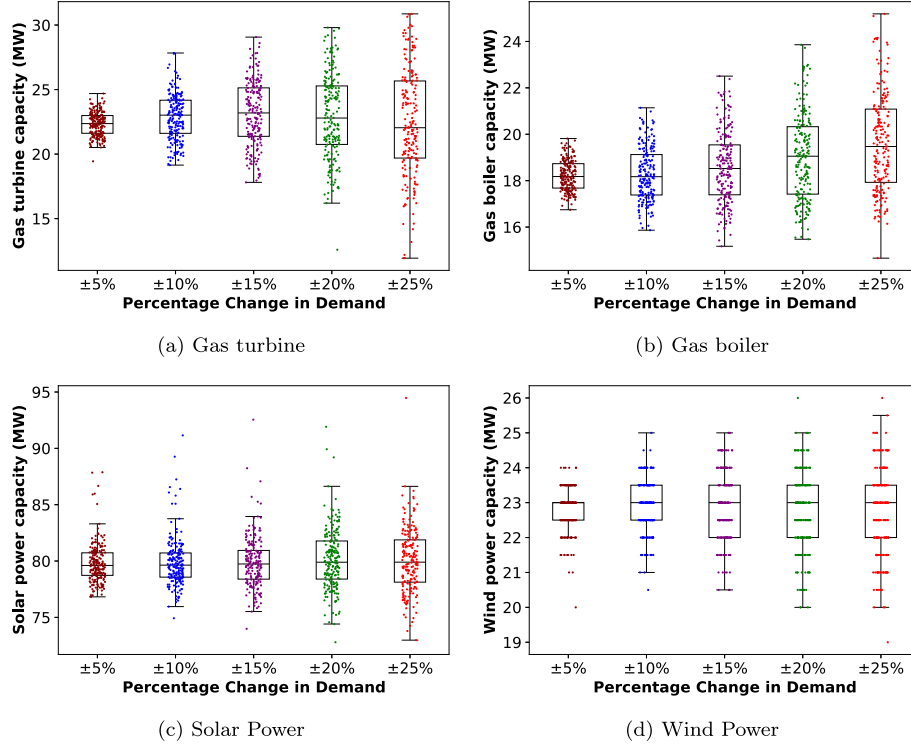 Gas turbine capacity (MW)
30
25
20
15
±5% ±10% ±15% ±20% ±25%
Percentage Change in Demand
(a) Gas turbine
Gas boiler capacity (MW)
24
22
20
18
16
±5% ±10% ±15% ±20% ±25%
Percentage Change in Demand
(b) Gas boiler
Solar power capacity (MW)
95
90
85
80
75
±5% ±10% ±15% ±20% ±25%
Percentage Change in Demand
(c) Solar Power
Wind power capacity (MW)
26
25
24
23
22
21
20
19
±5% ±10% ±15% ±20% ±25%
Percentage Change in Demand
(d) Wind Power